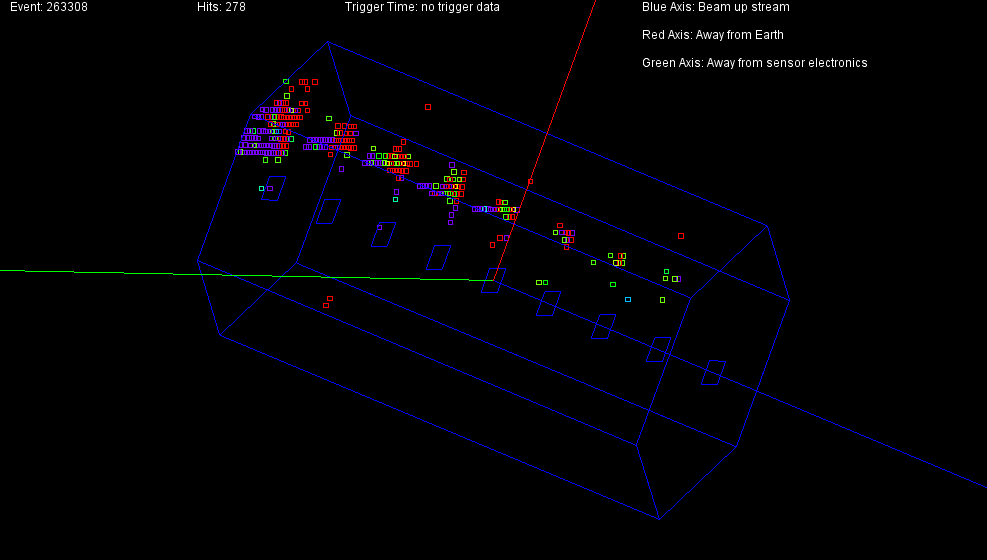 Event: 263308
Hits: 278
Trigger Time: no trigger data
Blue Axis: Beam up stream
Red Axis: Away from Earth
Green Axis: Away from sensor electronics